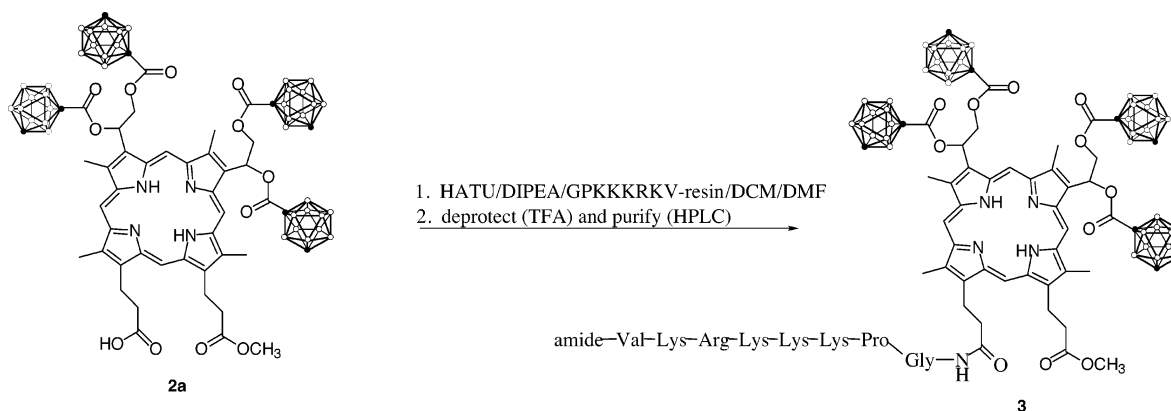 O
O
O
O
O
O
O
O
NH
N
N
HN
HO
O
O
OCH3
2a
1. HATU/DIPEA/GPKKKRKV-resin/DCM/DMF
2. deprotect (TFA) and purify (HPLC)
O
O
O
O
O
O
O
O
NH
N
N
HN
amide–Val–Lys–Arg–Lys–Lys–Lys–Pro
Gly–N
H
O
O
OCH3
3